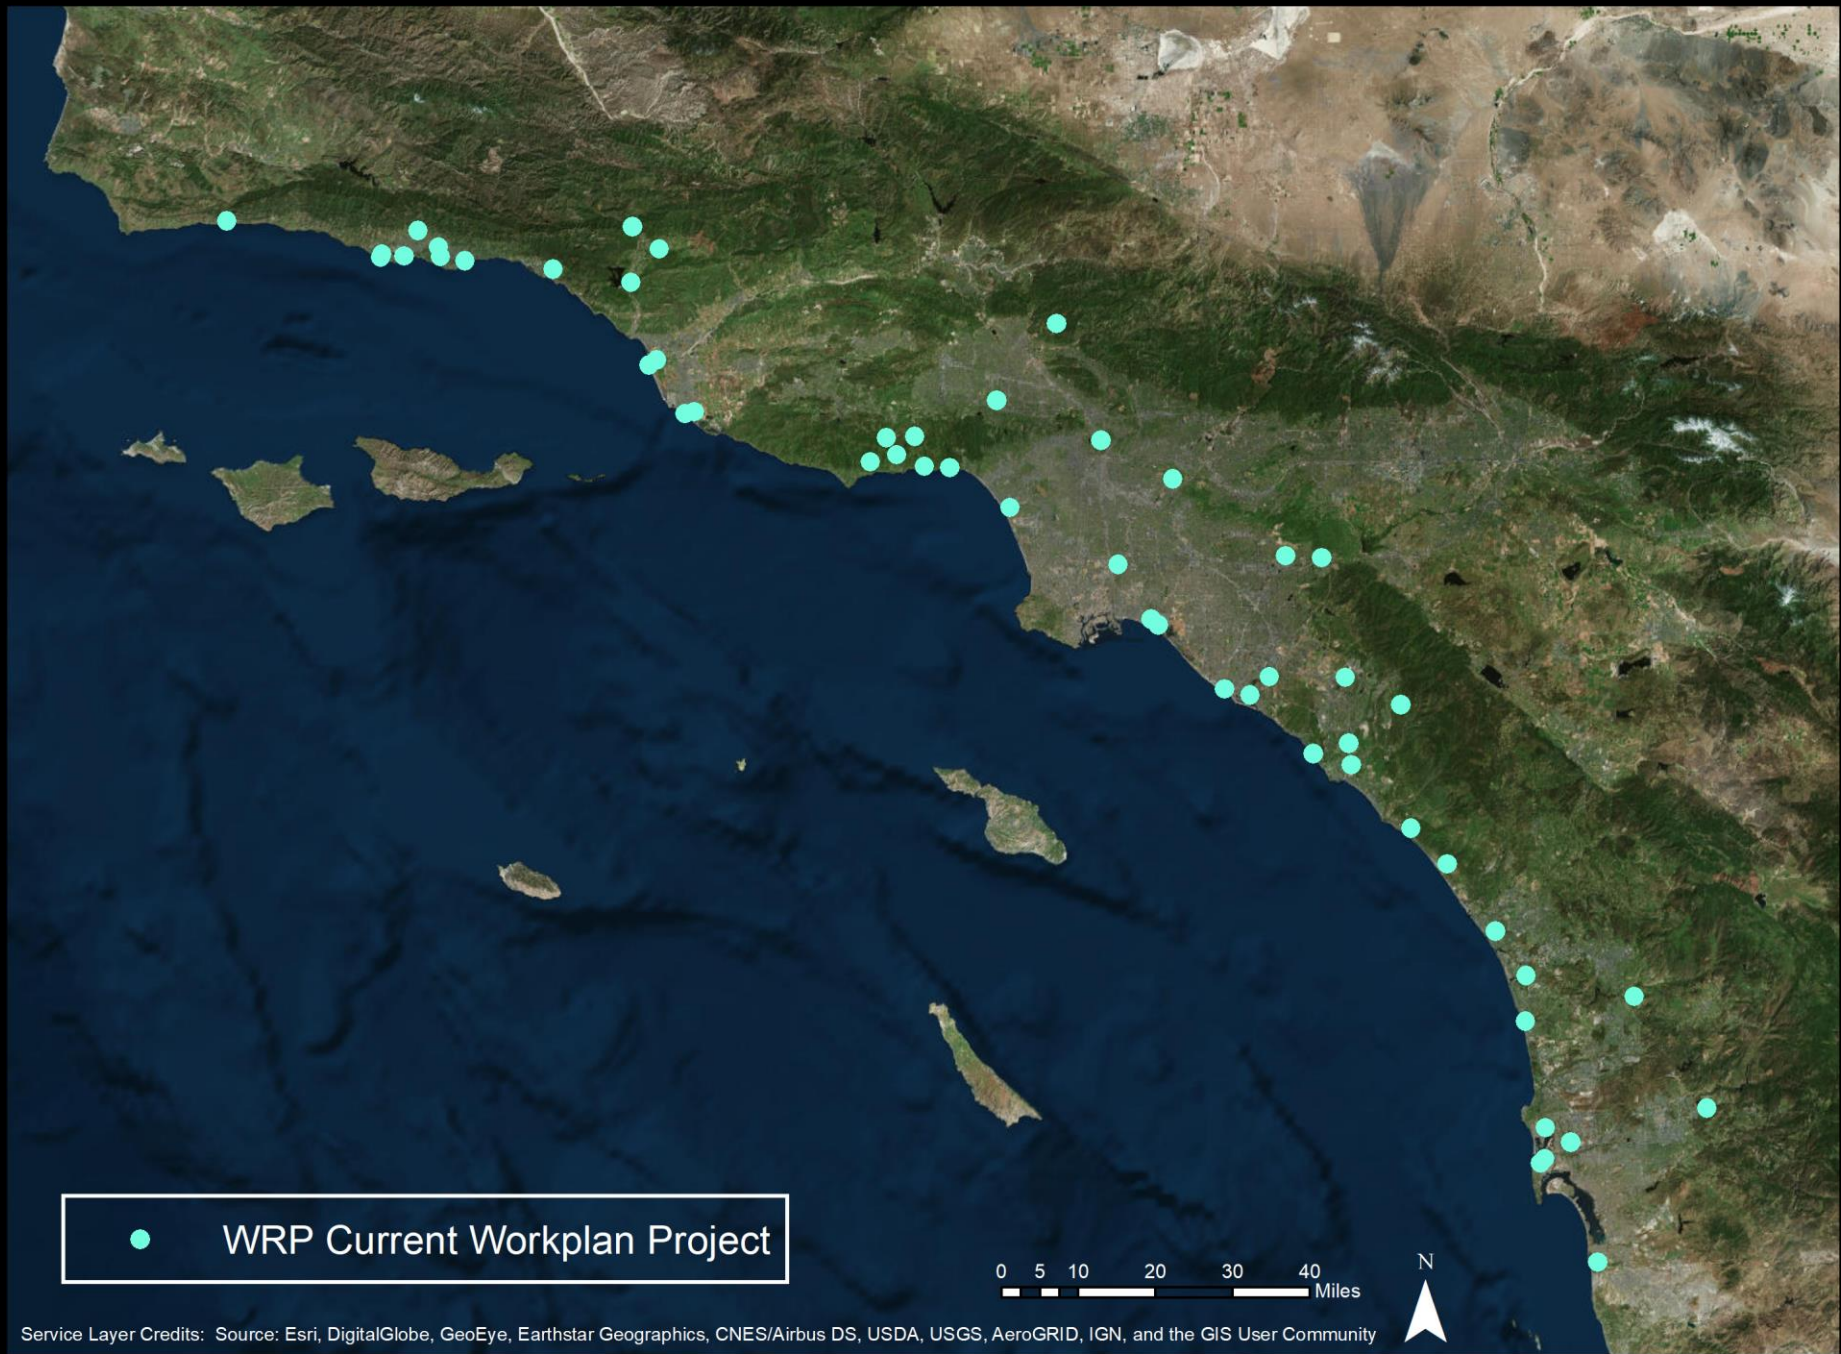 WRP Current Workplan Project
0 5 10 20 30 40
Miles
N
Service Layer Credits: Source: Esri, DigitalGlobe, GeoEye, Earthstar Geographics, CNES/Airbus DS, USDA, USGS, AeroGRID, IGN, and the GIS User Community